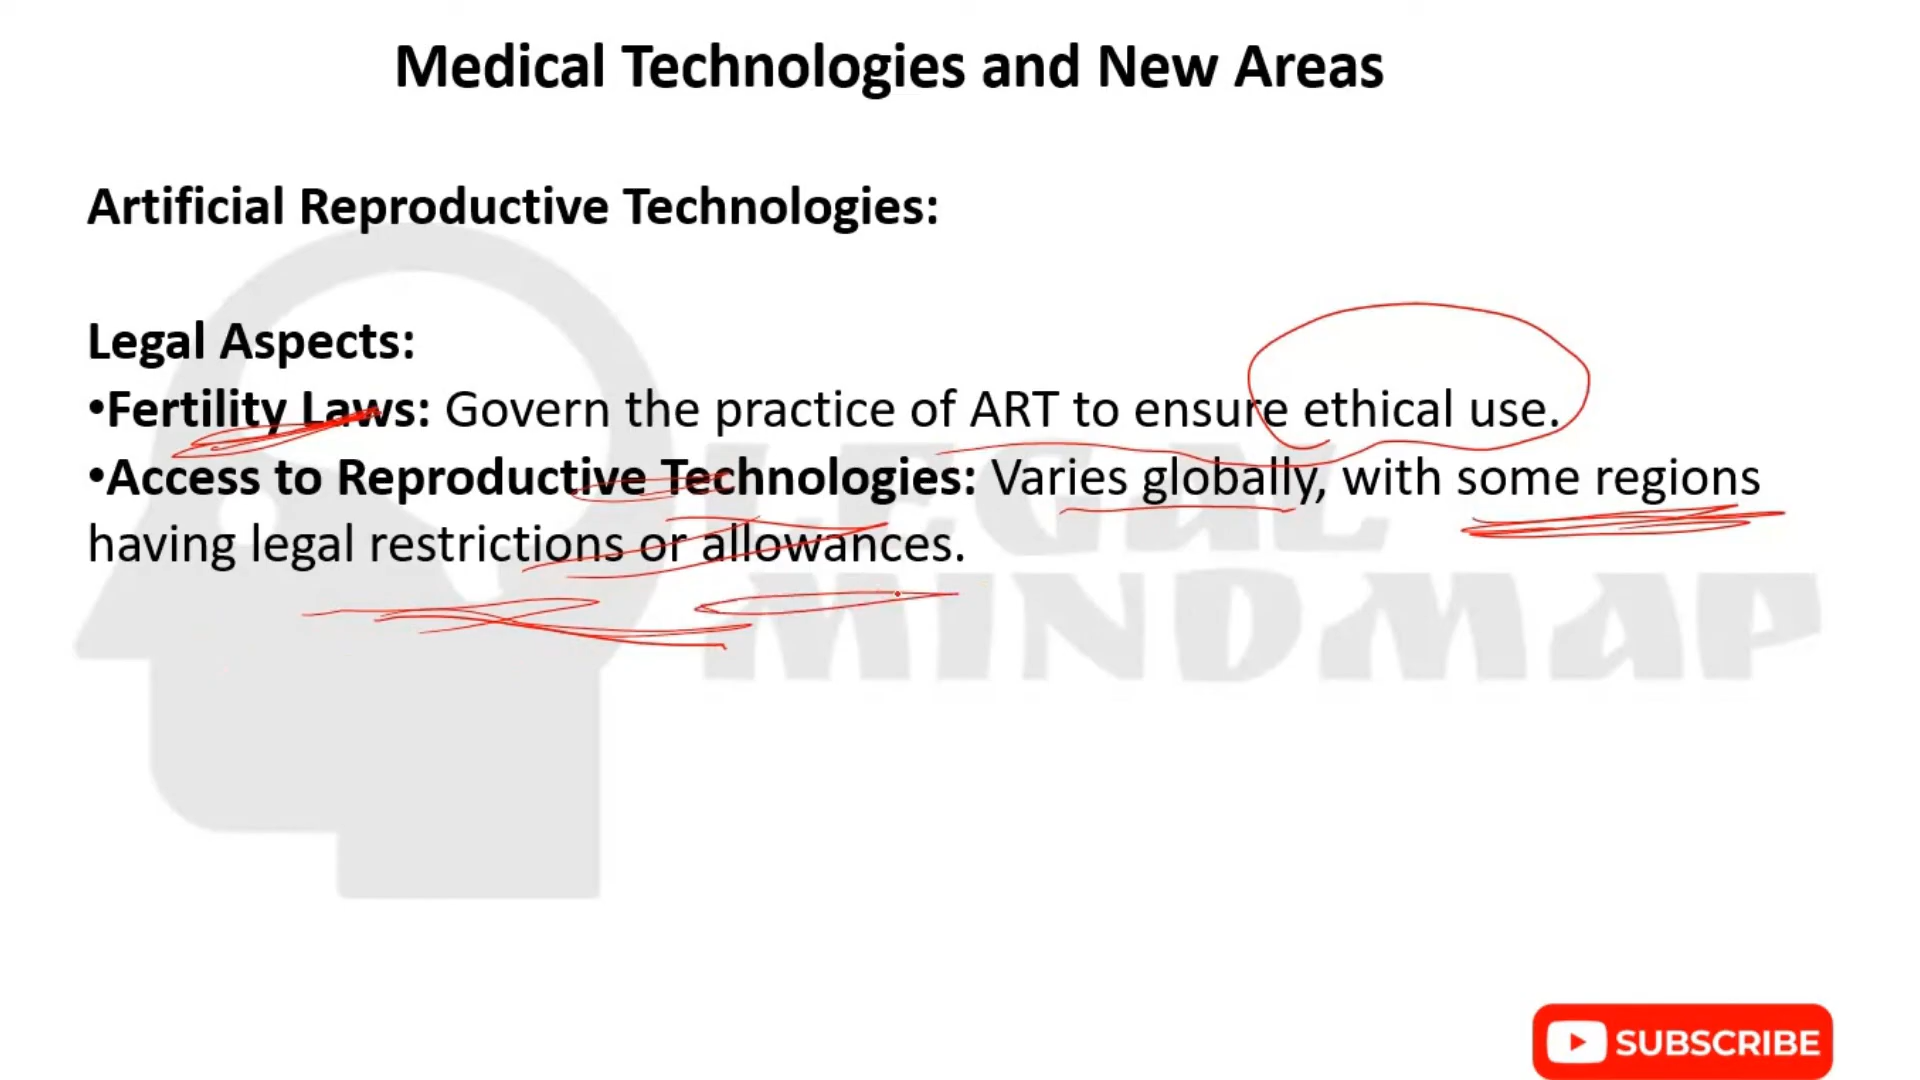 Medical Technologies and New Areas
Artificial Reproductive Technologies:
Legal Aspects:
•Fertility Laws: Govern the practice of ART to ensure ethical use.
•Access to Reproductive Technologies: Varies globally, with some regions
having legal restrictions or allowances.
LEGAL
MINDMAP
SUBSCRIBE